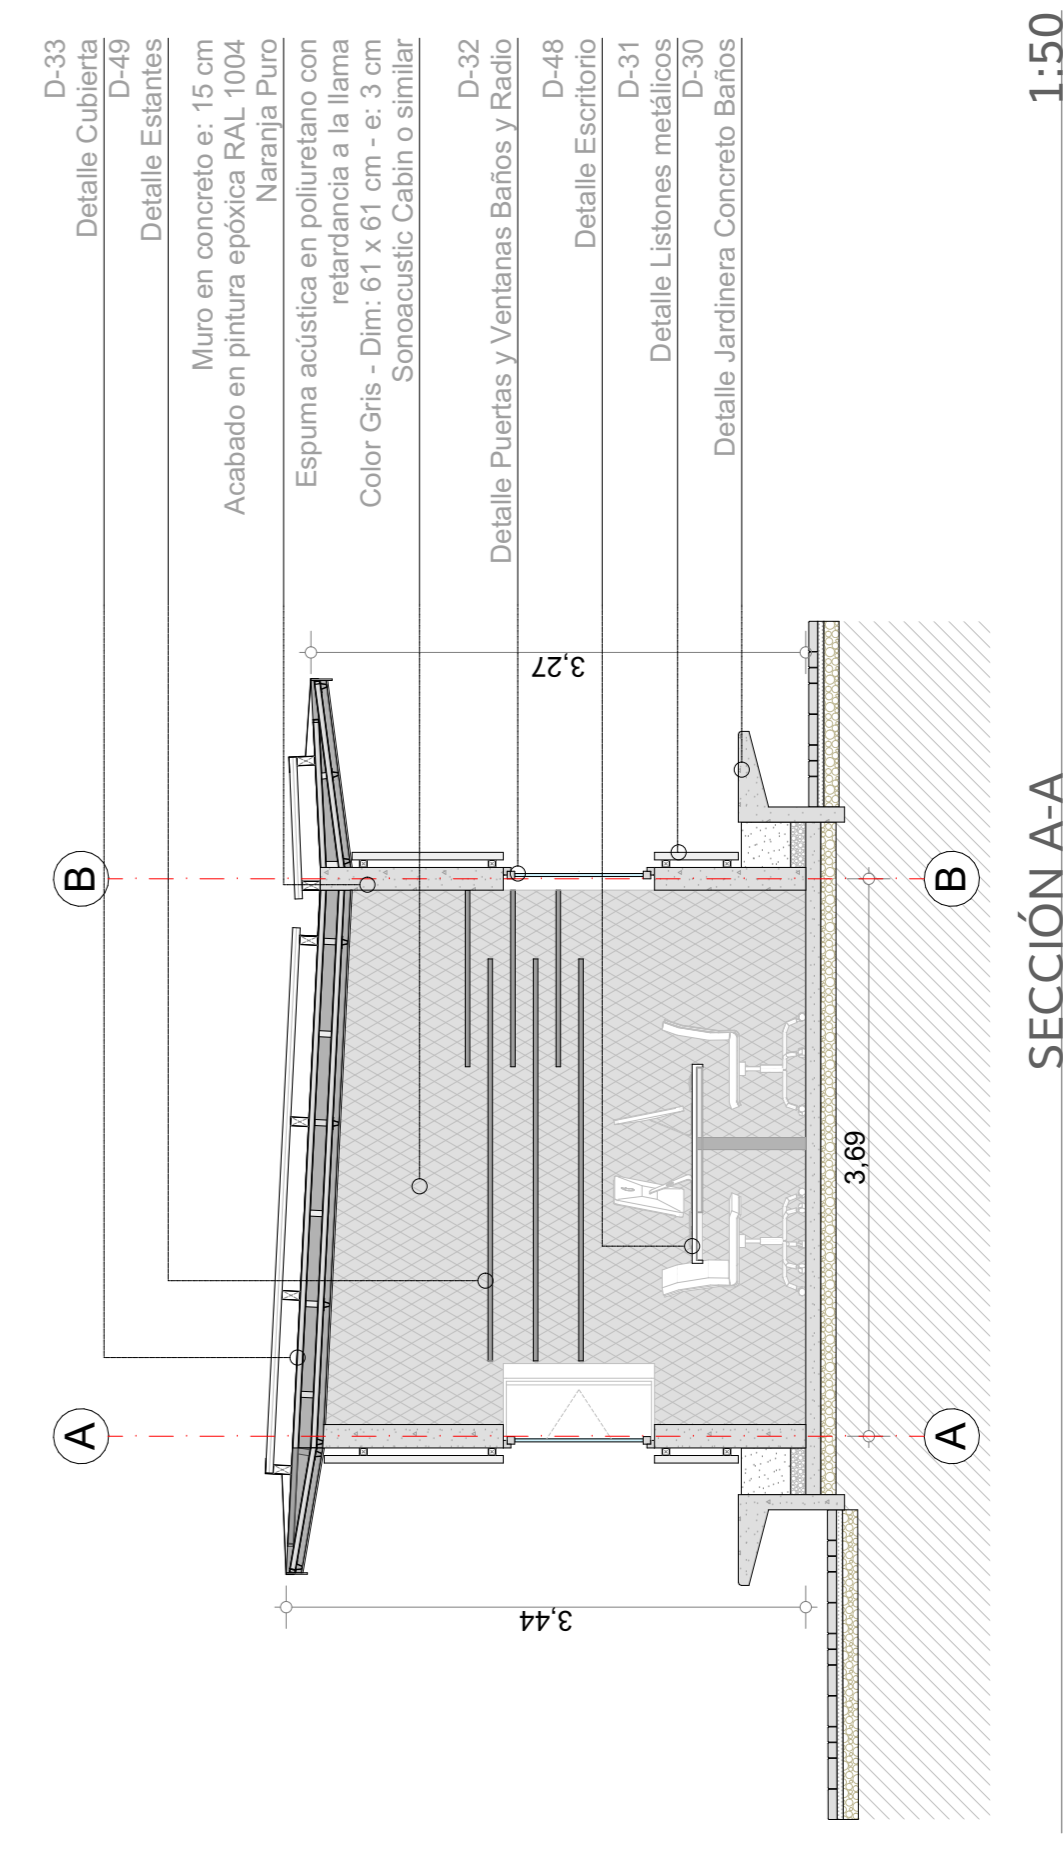 D-33
Detalle Cubierta
D-49
Detalle Estantes
Muro en concreto e: 15 cm
Acabado en pintura epóxica RAL 1004
Naranja Puro
Espuma acústica en poliuretano con
retardancia a la llama
Color Gris - Dim: 61 x 61 cm - e: 3 cm
Sonoacustic Cabin o similar
D-32
Detalle Puertas y Ventanas Baños y Radio
D-48
Detalle Escritorio
D-31
Detalle Listones metálicos
D-30
Detalle Jardinera Concreto Baños
A
B
3,44
3,27
3,69
A
B
SECCIÓN A-A
1:50